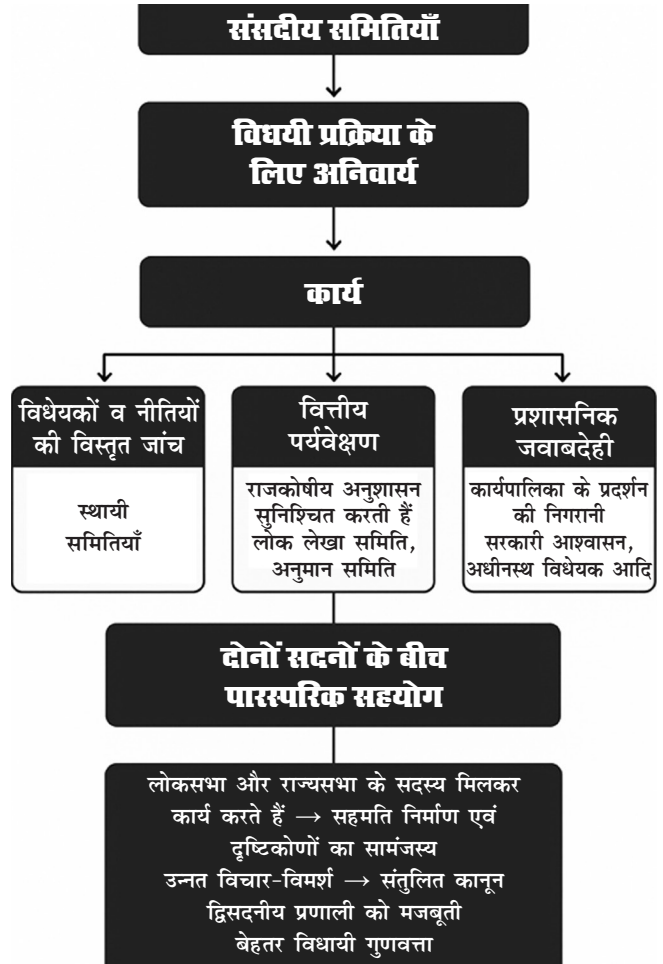 संसदीय समितियाँ
विधयी प्रक्रिया के
लिए अनिवार्य
कार्य
विधेयकों व नीतियों
की विस्तृत जांच
स्थायी
समितियाँ
वित्तीय
पर्यवेक्षण
राजकोषीय अनुशासन
सुनिश्चित करती हैं
लोक लेखा समिति,
अनुमान समिति
प्रशासनिक
जवाबदेही
कार्यपालिका के प्रदर्शन
की निगरानी
सरकारी आश्वासन,
अधीनस्थ विधेयक आदि
दोनों सदनों के बीच
पारस्परिक सहयोग
लोकसभा और राज्यसभा के सदस्य मिलकर
कार्य करते हैं → सहमति निर्माण एवं
दृष्टिकोणों का सामंजस्य
उन्नत विचार-विमर्श → संतुलित कानून
द्विसदनीय प्रणाली को मजबूती
बेहतर विधायी गुणवत्ता